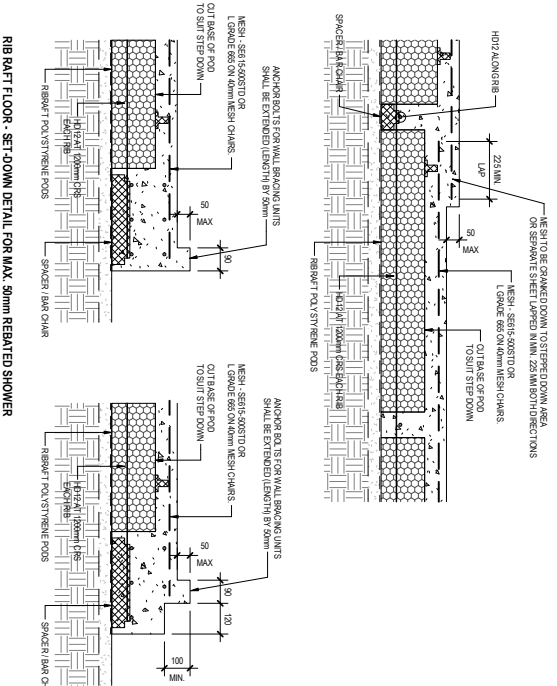 HD12 ALONG RIB
SPACER / BAR CHAIR
225 MIN.
LAP
MESH TO BE CRANKED DOWN TO STEPPED DOWN AREA
OR SEPARATE SHEET LAPPED IN MIN. 225 MM BOTH DIRECTIONS
50
MAX
MESH - SE615-500STD OR
L GRADE 665 ON 40mm MESH CHAIRS.
CUT BASE OF POD
TO SUIT STEP DOWN
HD12 AT 1200mm CRS EACH RIB
RIBRAFT POLYSTYRENE PODS
ANCHOR BOLTS FOR WALL BRACING UNITS
SHALL BE EXTENDED (LENGTH) BY 50mm
MESH - SE615-500STD OR
L GRADE 665 ON 40mm MESH CHAIRS.
CUT BASE OF POD
TO SUIT STEP DOWN
50
MAX
90
HD12 AT 1200mm CRS
EACH RIB
RIBRAFT POLYSTYRENE PODS
SPACER / BAR CHAIR
ANCHOR BOLTS FOR WALL BRACING UNITS
SHALL BE EXTENDED (LENGTH) BY 50mm
MESH - SE615-500STD OR
L GRADE 665 ON 40mm MESH CHAIRS.
CUT BASE OF POD
TO SUIT STEP DOWN
50
MAX
90
120
100
MIN.
HD12 AT 1200mm CRS
EACH RIB
RIBRAFT POLYSTYRENE PODS
SPACER / BAR CH
RIB RAFT FLOOR - SET-DOWN DETAIL FOR MAX. 50mm REBATED SHOWER